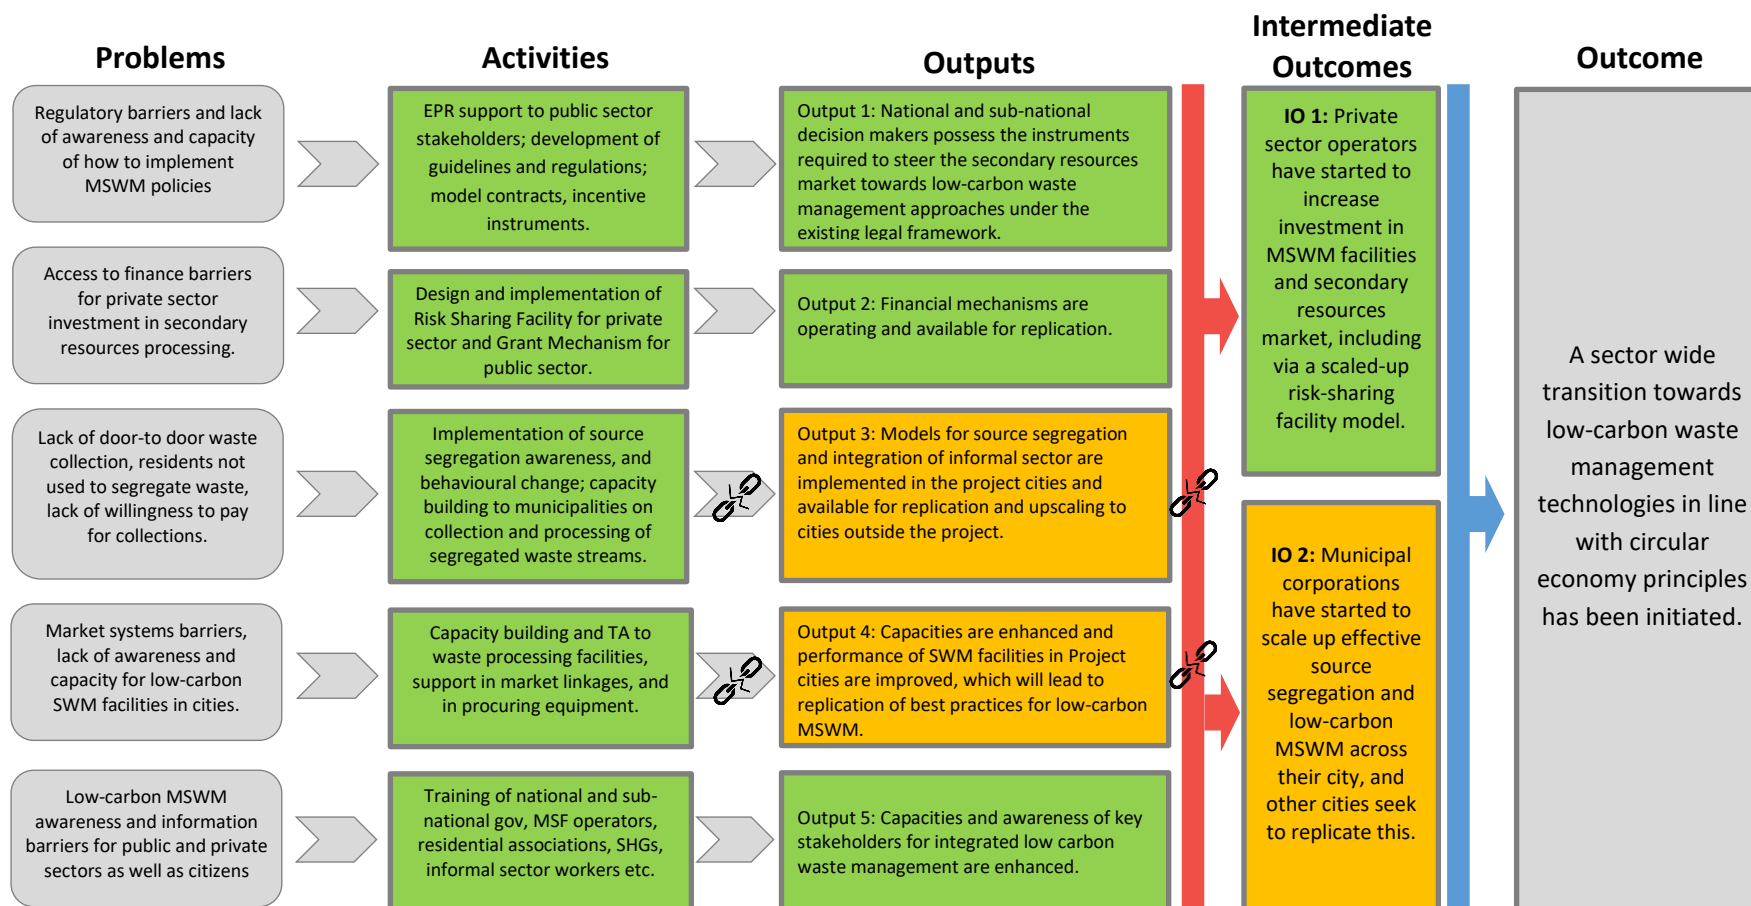 Problems
Activities
Outputs
Intermediate
Outcomes
Outcome
Regulatory barriers and lack
of awareness and capacity
of how to implement
MSWM policies
EPR support to public sector
stakeholders; development of
guidelines and regulations;
model contracts, incentive
instruments.
Output 1: National and sub-national
decision makers possess the instruments
required to steer the secondary resources
market towards low-carbon waste
management approaches under the
existing legal framework.
Access to finance barriers
for private sector
investment in secondary
resources processing.
Design and implementation of
Risk Sharing Facility for private
sector and Grant Mechanism for
public sector.
Output 2: Financial mechanisms are
operating and available for replication.
Lack of door-to door waste
collection, residents not
used to segregate waste,
lack of willingness to pay
for collections.
Implementation of source
segregation awareness, and
behavioural change; capacity
building to municipalities on
collection and processing of
segregated waste streams.
Output 3: Models for source segregation
and integration of informal sector are
implemented in the project cities and
available for replication and upscaling to
cities outside the project.
Market systems barriers,
lack of awareness and
capacity for low-carbon
SWM facilities in cities.
Capacity building and TA to
waste processing facilities,
support in market linkages, and
in procuring equipment.
Output 4: Capacities are enhanced and
performance of SWM facilities in Project
cities are improved, which will lead to
replication of best practices for low-carbon
MSWM.
Low-carbon MSWM
awareness and information
barriers for public and private
sectors as well as citizens
Training of national and sub-
national gov, MSF operators,
residential associations, SHGs,
informal sector workers etc.
Output 5: Capacities and awareness of key
stakeholders for integrated low carbon
waste management are enhanced.
IO 1: Private
sector operators
have started to
increase
investment in
MSWM facilities
and secondary
resources
market, including
via a scaled-up
risk-sharing
facility model.
IO 2: Municipal
corporations
have started to
scale up effective
source
segregation and
low-carbon
MSWM across
their city, and
other cities seek
to replicate this.
A sector wide
transition towards
low-carbon waste
management
technologies in line
with circular
economy principles
has been initiated.